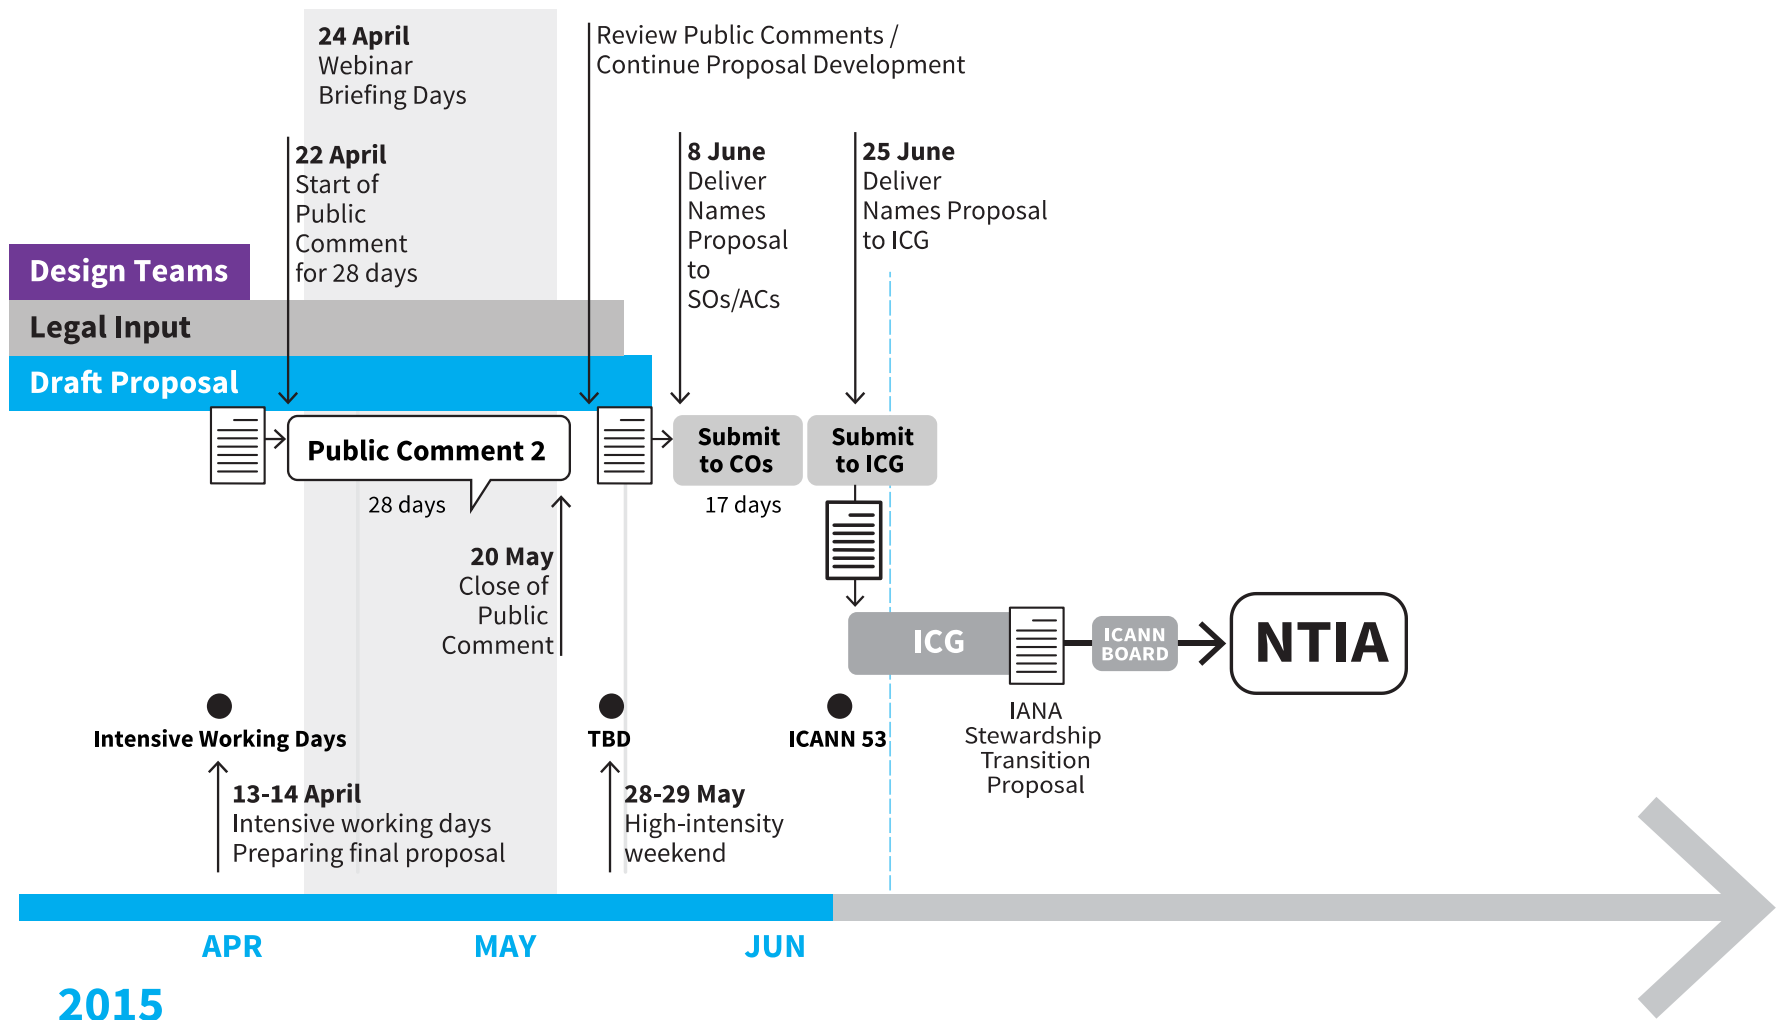 24 April
Webinar
Briefing Days
Review Public Comments /
Continue Proposal Development
22 April
Start of
Public
Comment
for 28 days
8 June
Deliver
Names
Proposal
to
SOs/ACs
25 June
Deliver
Names Proposal
to ICG
Design Teams
Legal Input
Draft Proposal
Public Comment 2
28 days
Submit
to COs
17 days
Submit
to ICG
20 May
Close of
Public
Comment
ICG
ICANN
BOARD
NTIA
IANA
Stewardship
Transition
Proposal
Intensive Working Days
TBD
ICANN 53
13-14 April
Intensive working days
Preparing final proposal
28-29 May
High-intensity
weekend
APR
MAY
JUN
2015